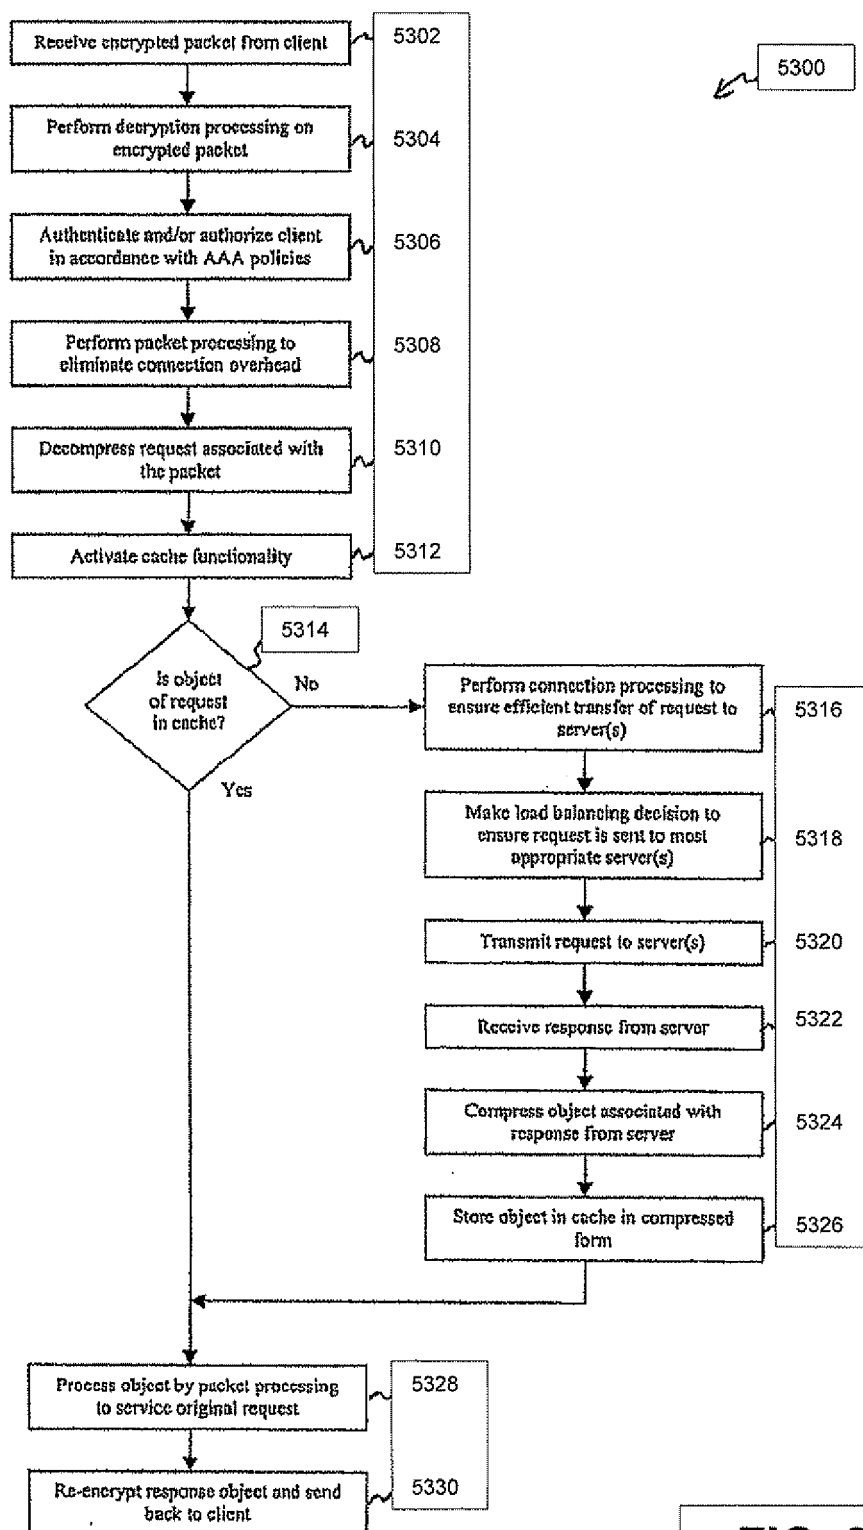 Receive encrypted packet from client
5302
5300
Perform decryption processing on
encrypted packet
5304
Authenticate and/or authorize client
in accordance with AAA policies
5306
Perform packet processing to
eliminate connection overhead
5308
Decompress request associated with
the packet
5310
Activate cache functionality
5312
5314
Is object
of request
in cache?
No
Yes
Perform connection processing to
ensure efficient transfer of request to
server(s)
5316
Make load balancing decision to
ensure request is sent to most
appropriate server(s)
5318
Transmit request to server(s)
5320
Receive response from server
5322
Compress object associated with
response from server
5324
Store object in cache in compressed
form
5326
Process object by packet processing
to service original request
5328
Re-encrypt response object and send
back to client
5330